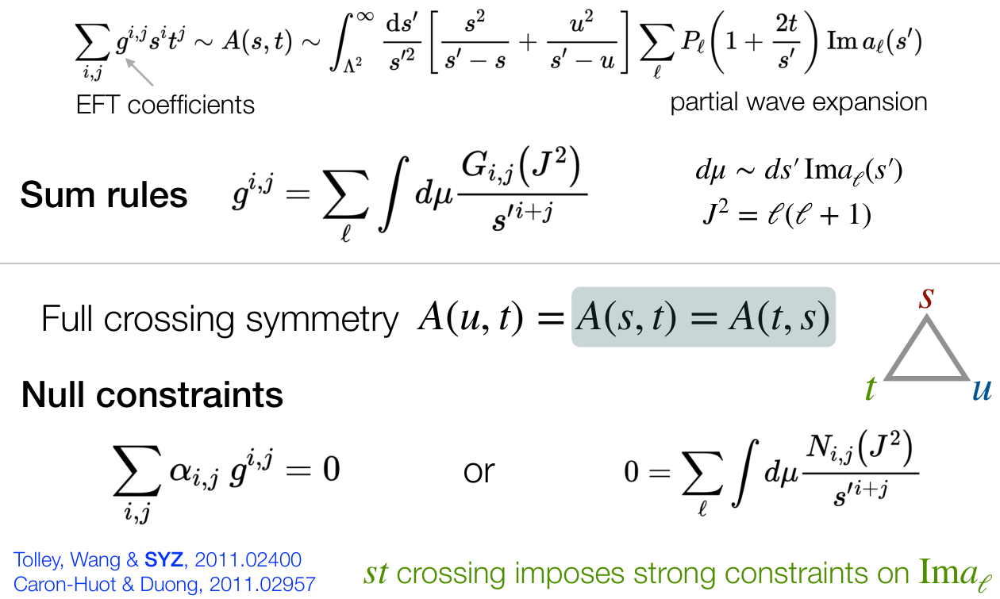 $\sum_{i,j} g^{i,j} s^i t^j \sim A(s,t) \sim \int_{\Lambda^2}^{\infty} \frac{\mathrm{d}s'}{s'^2} \left[ \frac{s^2}{s'-s} + \frac{u^2}{s'-u} \right] \sum_{\ell} P_\ell \left( 1 + \frac{2t}{s'} \right) \mathrm{Im}\, a_\ell(s')$
EFT coefficients
partial wave expansion
Sum rules $g^{i,j} = \sum_{\ell} \int d\mu \frac{G_{i,j}(J^2)}{s'^{i+j}}$
$d\mu \sim ds' \,\mathrm{Im} a_\ell(s')$
$J^2 = \ell(\ell+1)$
Full crossing symmetry $A(u,t) = A(s,t) = A(t,s)$
s
t
u
Null constraints
$\sum_{i,j} \alpha_{i,j}\, g^{i,j} = 0$ or $0 = \sum_{\ell} \int d\mu \frac{N_{i,j}(J^2)}{s'^{i+j}}$
Tolley, Wang & SYZ, 2011.02400
Caron-Huot & Duong, 2011.02957
$st$ crossing imposes strong constraints on $\mathrm{Im} a_\ell$